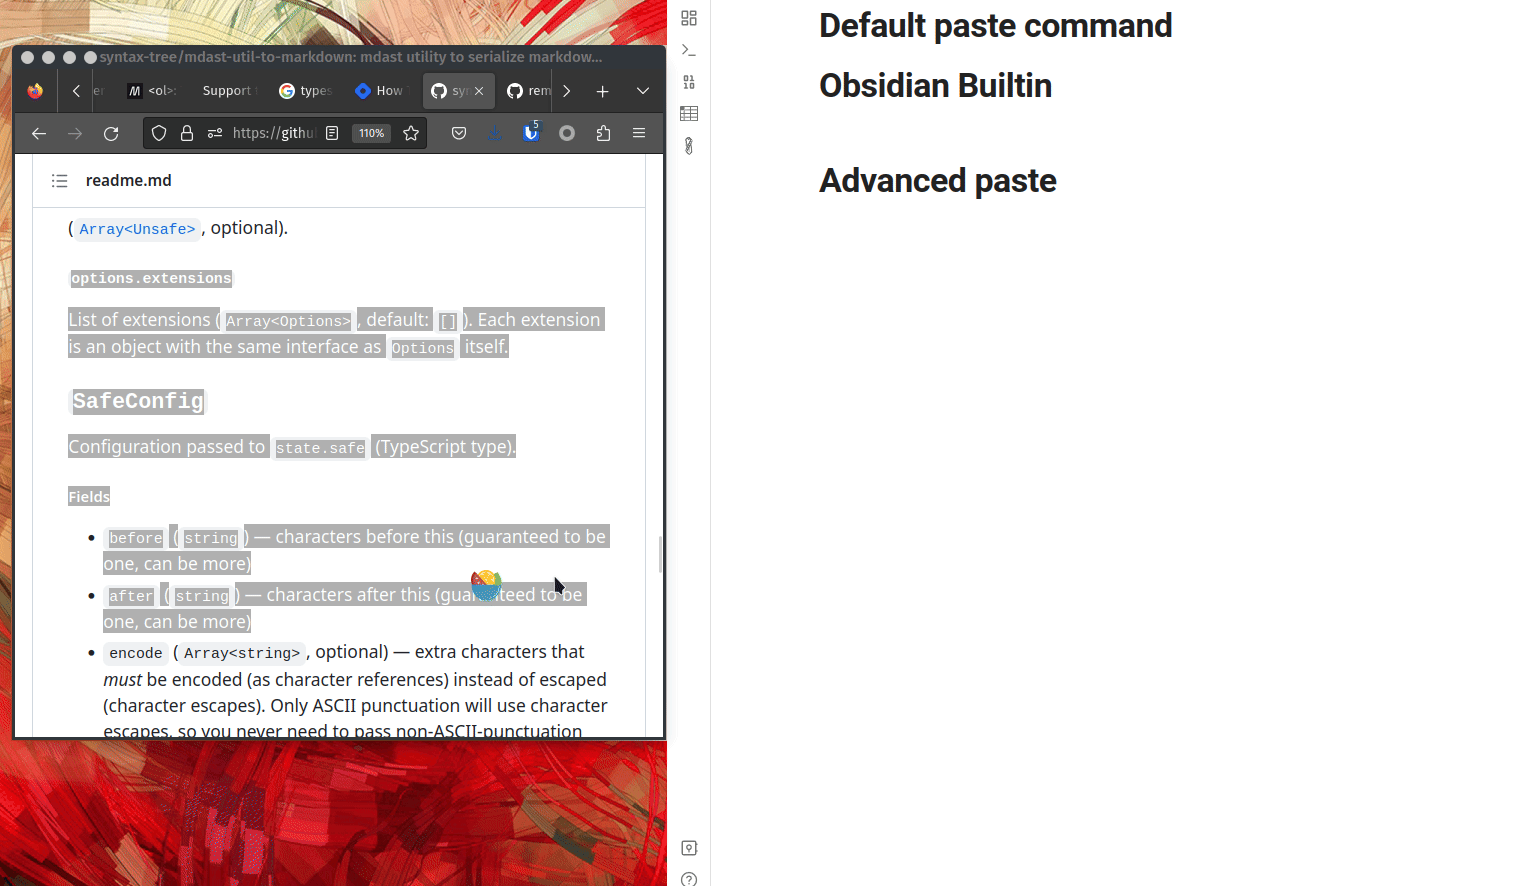 syntax-tree/mdast-util-to-markdown: mdast utility to serialize markdow...
er <ol>: Support types How syn rem
https://githu 110% 5
readme.md
(Array<Unsafe>, optional).
options.extensions
List of extensions (Array<Options>, default: []). Each extension
is an object with the same interface as Options itself.
SafeConfig
Configuration passed to state.safe (TypeScript type).
Fields
• before (string) — characters before this (guaranteed to be
one, can be more)
• after (string) — characters after this (guaranteed to be
one, can be more)
• encode (Array<string>, optional) — extra characters that
must be encoded (as character references) instead of escaped
(character escapes). Only ASCII punctuation will use character
escapes, so you never need to pass non-ASCII-punctuation
Default paste command
Obsidian Builtin
Advanced paste